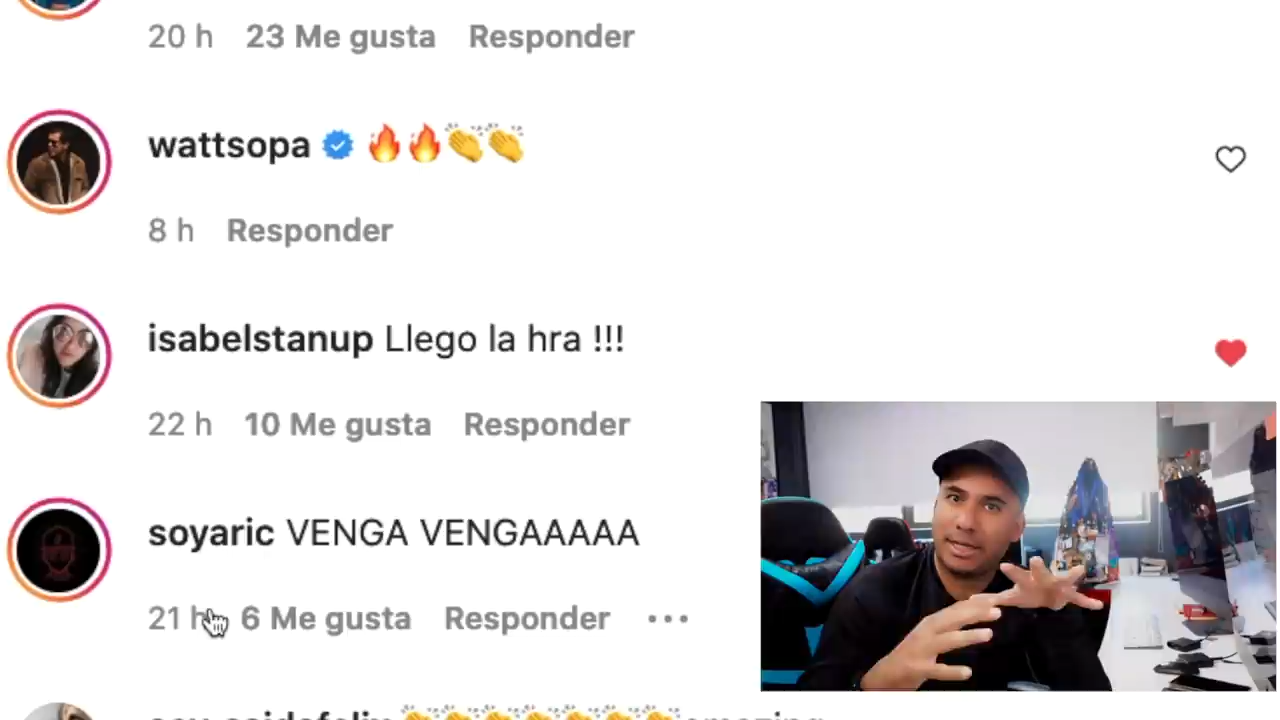 20 h 23 Me gusta Responder
wattsopa 🔥🔥👏👏
8 h Responder
isabelstanup Llego la hra !!!
22 h 10 Me gusta Responder
soyaric VENGA VENGAAAAA
21 h 6 Me gusta Responder ...